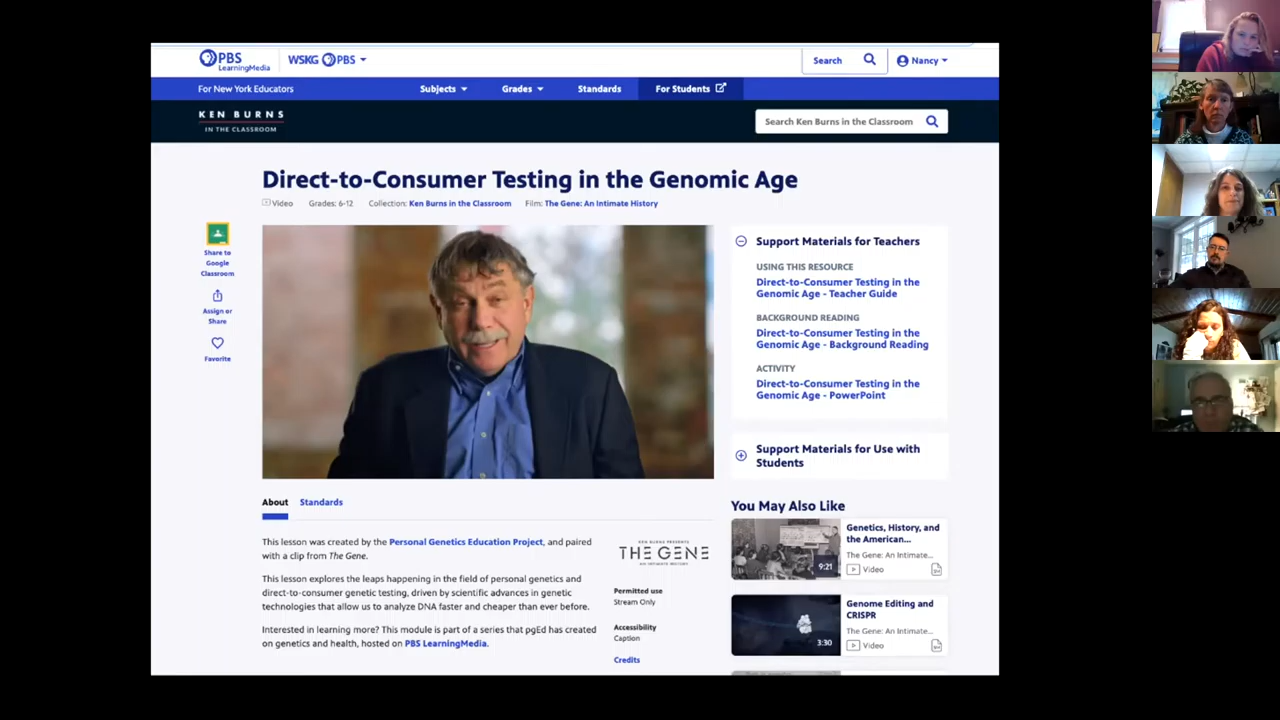 PBS
LearningMedia
WSKG PBS
Search
Nancy
For New York Educators
Subjects
Grades
Standards
For Students
KEN BURNS
IN THE CLASSROOM
Search Ken Burns in the Classroom
Direct-to-Consumer Testing in the Genomic Age
Video Grades: 6-12 Collection: Ken Burns in the Classroom Film: The Gene: An Intimate History
Share to
Google
Classroom
Assign or
Share
Favorite
Support Materials for Teachers
USING THIS RESOURCE
Direct-to-Consumer Testing in the
Genomic Age - Teacher Guide
BACKGROUND READING
Direct-to-Consumer Testing in the
Genomic Age - Background Reading
ACTIVITY
Direct-to-Consumer Testing in the
Genomic Age - PowerPoint
Support Materials for Use with
Students
About Standards
This lesson was created by the Personal Genetics Education Project, and paired
with a clip from The Gene.
This lesson explores the leaps happening in the field of personal genetics and
direct-to-consumer genetic testing, driven by scientific advances in genetic
technologies that allow us to analyze DNA faster and cheaper than ever before.
Interested in learning more? This module is part of a series that pgEd has created
on genetics and health, hosted on PBS LearningMedia.
KEN BURNS PRESENTS
THE GENE
AN INTIMATE HISTORY
Permitted use
Stream Only
Accessibility
Caption
Credits
You May Also Like
9:21
Genetics, History, and
the American...
The Gene: An Intimate...
Video
3:30
Genome Editing and
CRISPR
The Gene: An Intimate...
Video